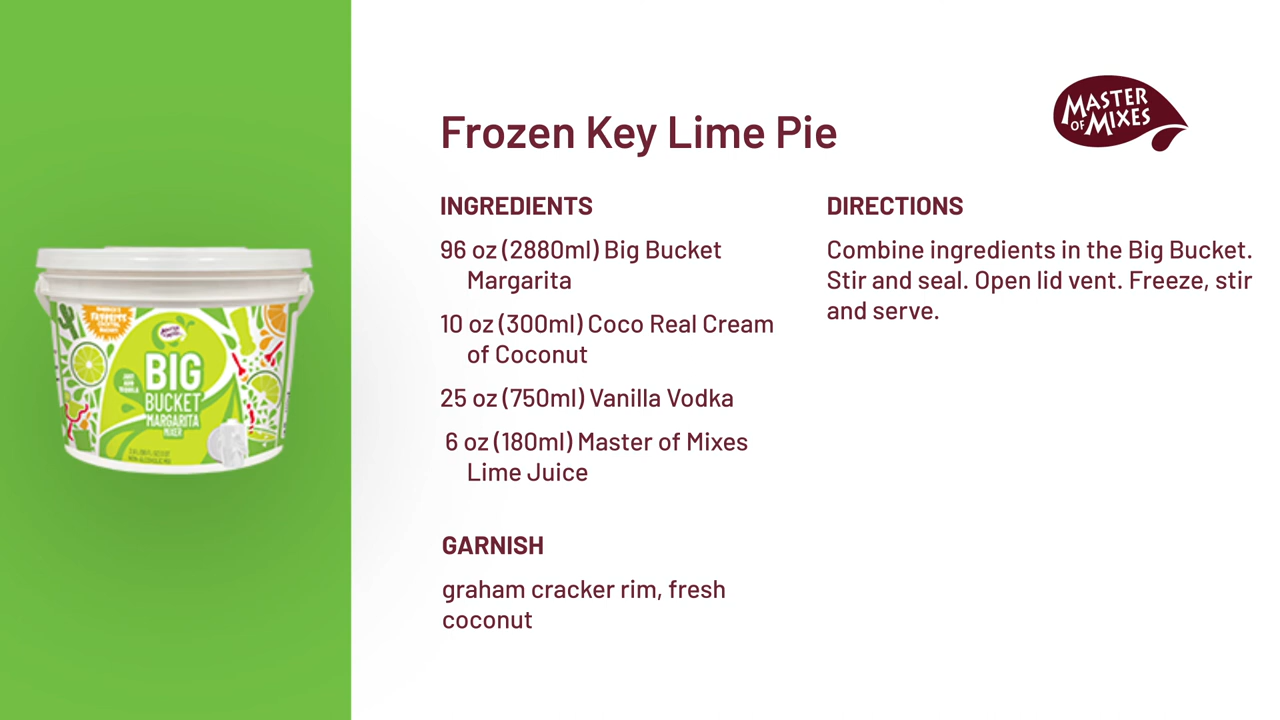 Frozen Key Lime Pie
MASTER
OF MIXES
INGREDIENTS
96 oz (2880ml) Big Bucket
Margarita
10 oz (300ml) Coco Real Cream
of Coconut
25 oz (750ml) Vanilla Vodka
6 oz (180ml) Master of Mixes
Lime Juice
GARNISH
graham cracker rim, fresh
coconut
DIRECTIONS
Combine ingredients in the Big Bucket.
Stir and seal. Open lid vent. Freeze, stir
and serve.
BIG
BUCKET
MARGARITA
MIXER